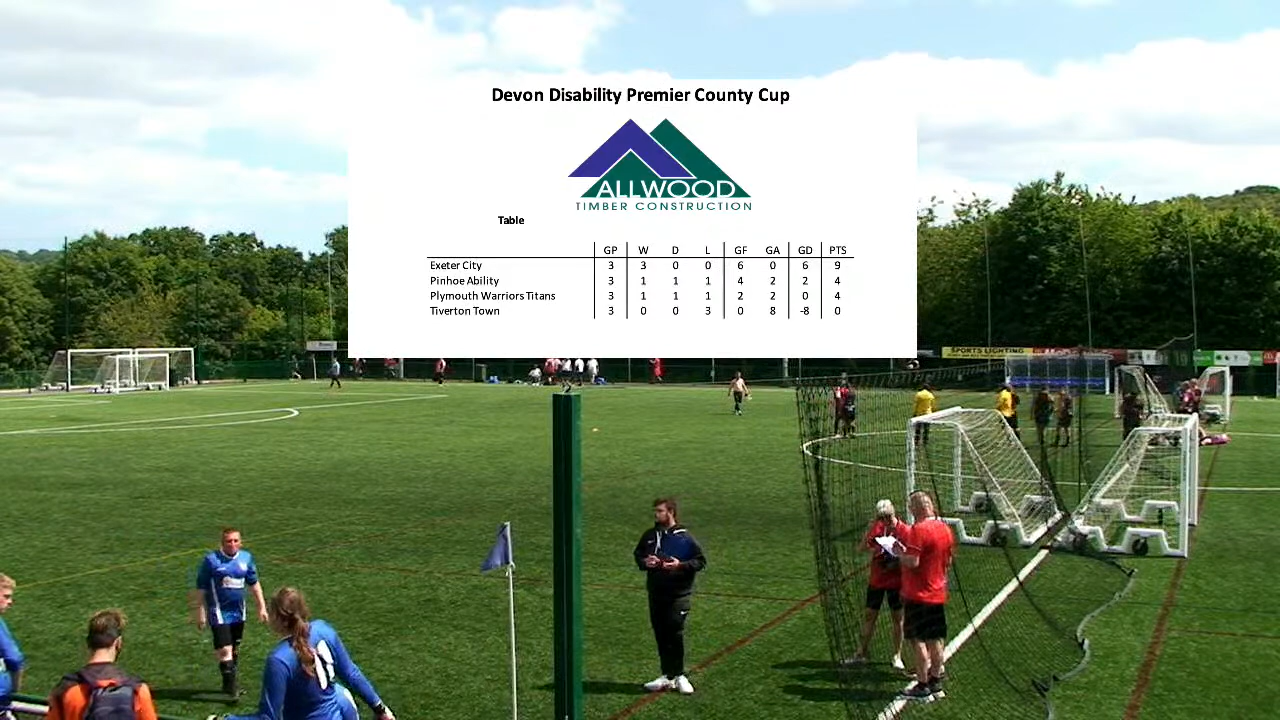 Devon Disability Premier County Cup
ALLWOOD
TIMBER CONSTRUCTION
Table
GP W D L GF GA GD PTS
Exeter City 3 3 0 0 6 0 6 9
Pinhoe Ability 3 1 1 1 4 2 2 4
Plymouth Warriors Titans 3 1 1 1 2 2 0 4
Tiverton Town 3 0 0 3 0 8 -8 0
SPORTS LIGHTING